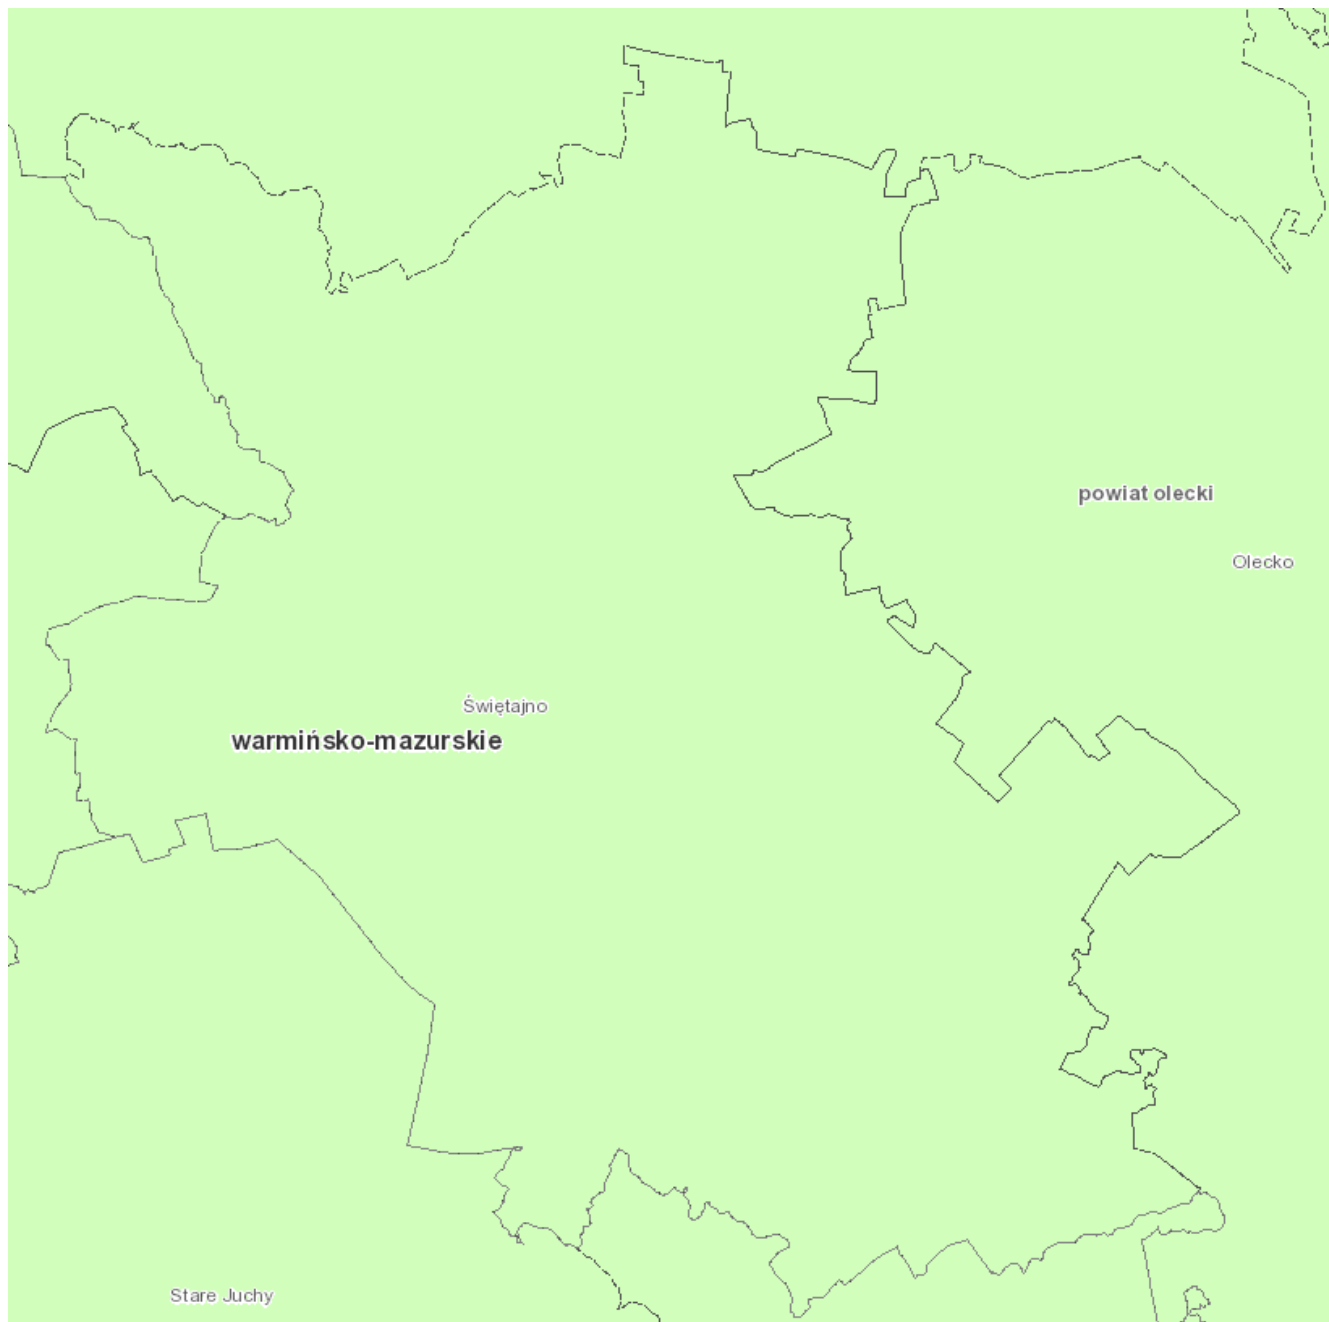 powiat olecki
Olecko
Świętajno
warmińsko-mazurskie
Stare Juchy